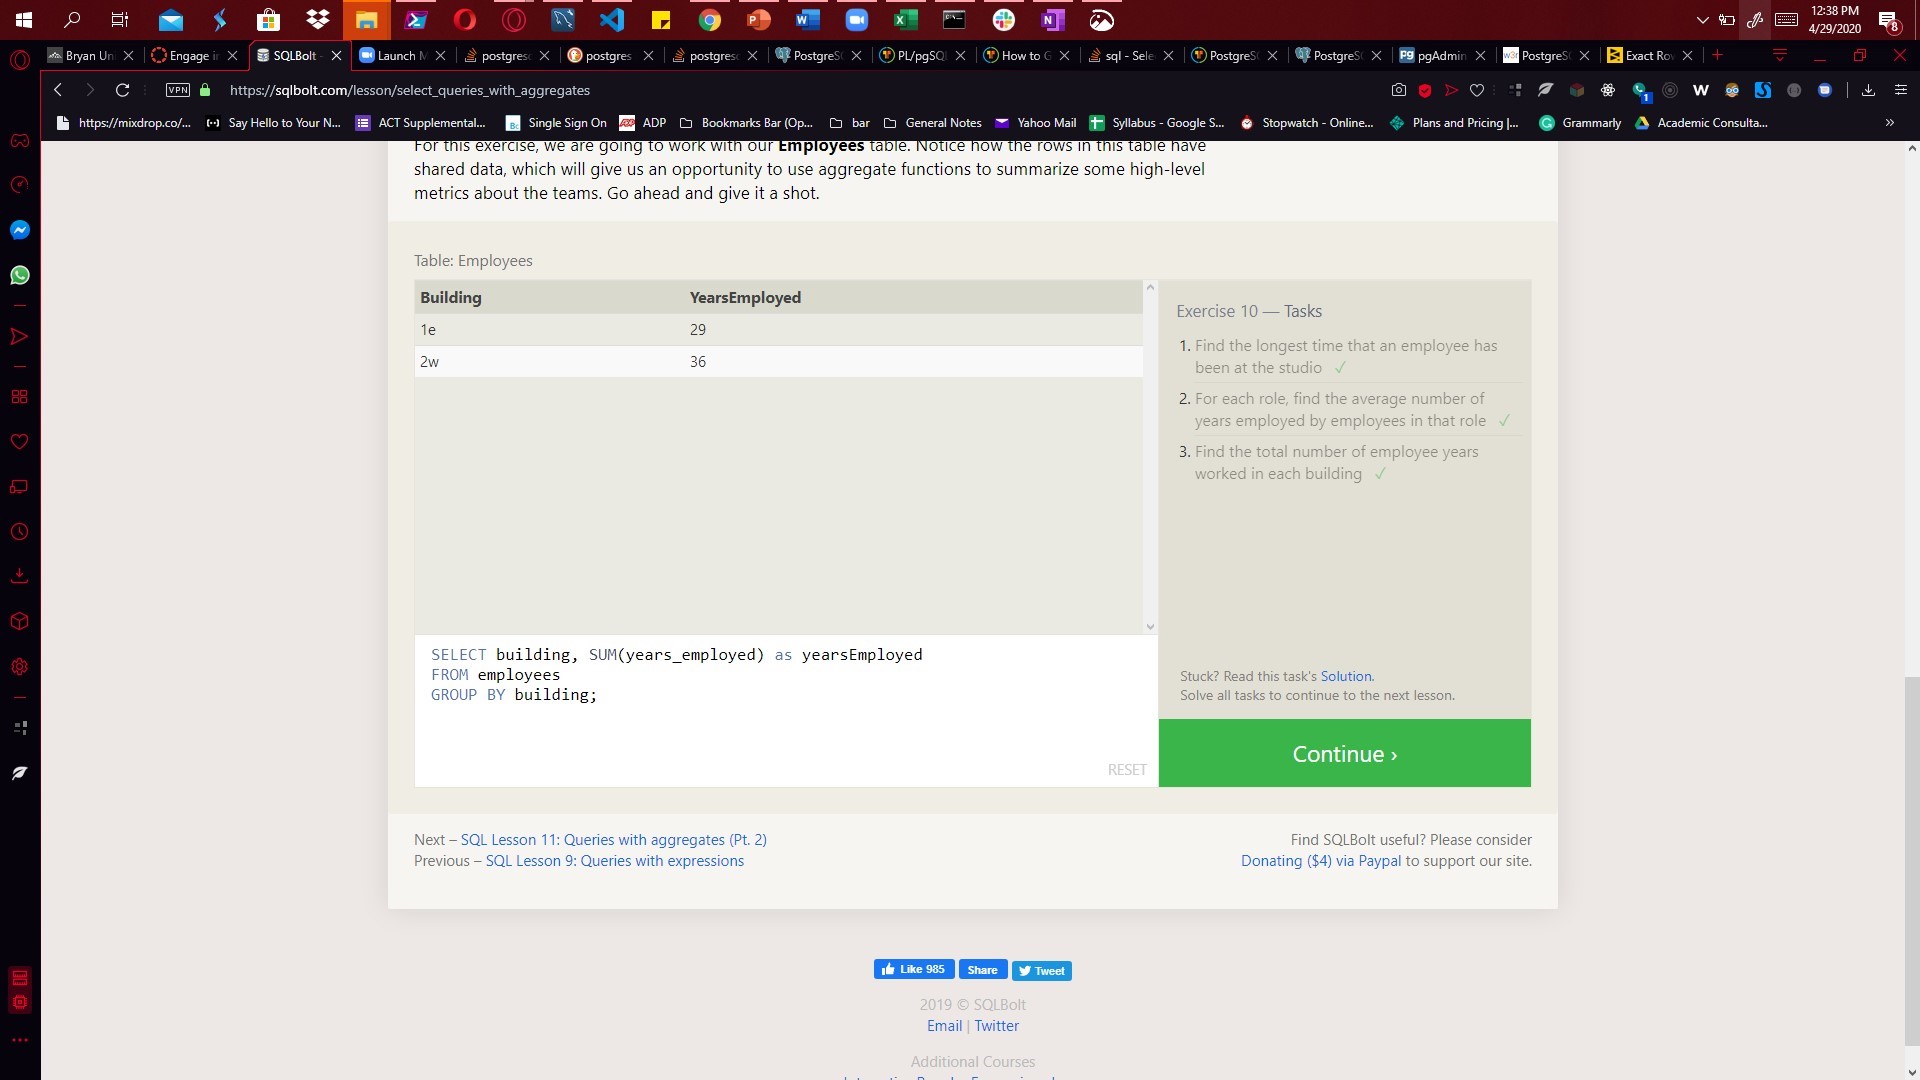 12:38 PM
4/29/2020
8
Bryan Un
Engage i
SQLBolt -
Launch M
postgres
postgres
postgres
PostgreS
PL/pgSQL
How to G
sql - Sele
PostgreS
PostgreS
pgAdmin
PostgreS
Exact Ro
VPN
https://sqlbolt.com/lesson/select_queries_with_aggregates
https://mixdrop.co/...
Say Hello to Your N...
ACT Supplemental...
Single Sign On
ADP
Bookmarks Bar (Op...
bar
General Notes
Yahoo Mail
Syllabus - Google S...
Stopwatch - Online...
Plans and Pricing |...
Grammarly
Academic Consulta...
»
For this exercise, we are going to work with our Employees table. Notice how the rows in this table have
shared data, which will give us an opportunity to use aggregate functions to summarize some high-level
metrics about the teams. Go ahead and give it a shot.
Table: Employees
Building YearsEmployed
1e 29
2w 36
SELECT building, SUM(years_employed) as yearsEmployed
FROM employees
GROUP BY building;
RESET
Exercise 10 — Tasks
1. Find the longest time that an employee has
been at the studio ✓
2. For each role, find the average number of
years employed by employees in that role ✓
3. Find the total number of employee years
worked in each building ✓
Stuck? Read this task's Solution.
Solve all tasks to continue to the next lesson.
Continue ›
Next – SQL Lesson 11: Queries with aggregates (Pt. 2)
Previous – SQL Lesson 9: Queries with expressions
Find SQLBolt useful? Please consider
Donating ($4) via Paypal to support our site.
Like 985
Share
Tweet
2019 © SQLBolt
Email | Twitter
Additional Courses